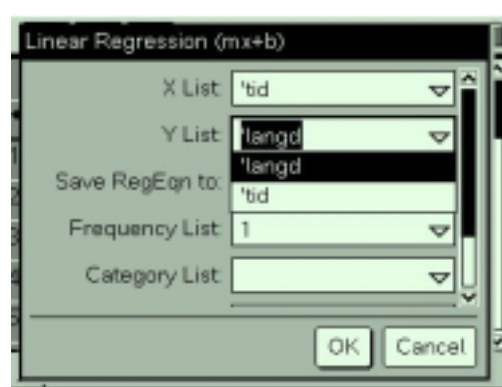 Linear Regression (mx+b)
X List: 'tid
Y List: 'langd
'langd
'tid
Save RegEqn to:
Frequency List: 1
Category List:
OK Cancel